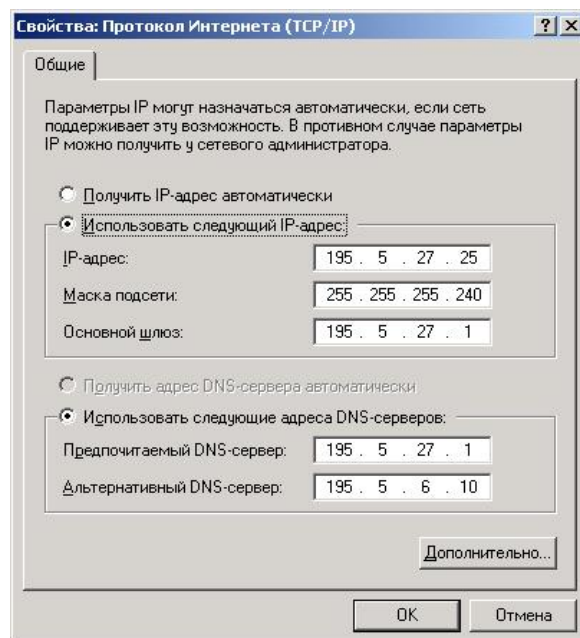 Свойства: Протокол Интернета (TCP/IP)
Общие
Параметры IP могут назначаться автоматически, если сеть
поддерживает эту возможность. В противном случае параметры
IP можно получить у сетевого администратора.
Получить IP-адрес автоматически
Использовать следующий IP-адрес:
IP-адрес: 195 . 5 . 27 . 25
Маска подсети: 255 . 255 . 255 . 240
Основной шлюз: 195 . 5 . 27 . 1
Получить адрес DNS-сервера автоматически
Использовать следующие адреса DNS-серверов:
Предпочитаемый DNS-сервер: 195 . 5 . 27 . 1
Альтернативный DNS-сервер: 195 . 5 . 6 . 10
Дополнительно...
OK Отмена